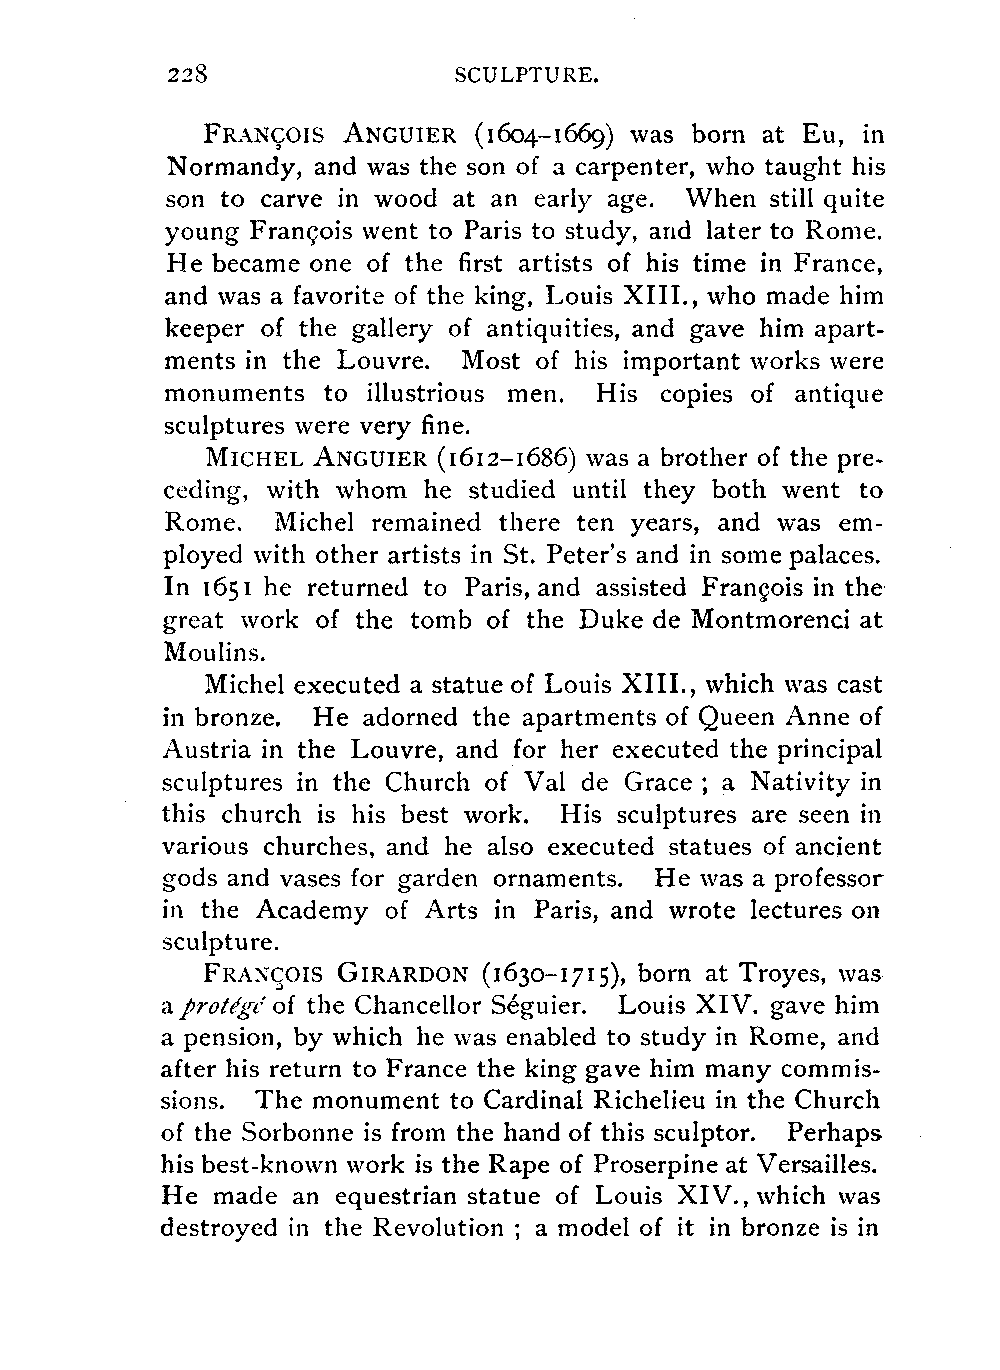 228 SCULPTURE.
FRANÇOIS ANGUIER (1604–1669) was born at Eu, in
Normandy, and was the son of a carpenter, who taught his
son to carve in wood at an early age. When still quite
young François went to Paris to study, and later to Rome.
He became one of the first artists of his time in France,
and was a favorite of the king, Louis XIII., who made him
keeper of the gallery of antiquities, and gave him apart-
ments in the Louvre. Most of his important works were
monuments to illustrious men. His copies of antique
sculptures were very fine.
MICHEL ANGUIER (1612–1686) was a brother of the pre-
ceding, with whom he studied until they both went to
Rome. Michel remained there ten years, and was em-
ployed with other artists in St. Peter's and in some palaces.
In 1651 he returned to Paris, and assisted François in the
great work of the tomb of the Duke de Montmorenci at
Moulins.
Michel executed a statue of Louis XIII., which was cast
in bronze. He adorned the apartments of Queen Anne of
Austria in the Louvre, and for her executed the principal
sculptures in the Church of Val de Grace ; a Nativity in
this church is his best work. His sculptures are seen in
various churches, and he also executed statues of ancient
gods and vases for garden ornaments. He was a professor
in the Academy of Arts in Paris, and wrote lectures on
sculpture.
FRANÇOIS GIRARDON (1630–1715), born at Troyes, was
a protégé of the Chancellor Séguier. Louis XIV. gave him
a pension, by which he was enabled to study in Rome, and
after his return to France the king gave him many commis-
sions. The monument to Cardinal Richelieu in the Church
of the Sorbonne is from the hand of this sculptor. Perhaps
his best-known work is the Rape of Proserpine at Versailles.
He made an equestrian statue of Louis XIV., which was
destroyed in the Revolution ; a model of it in bronze is in